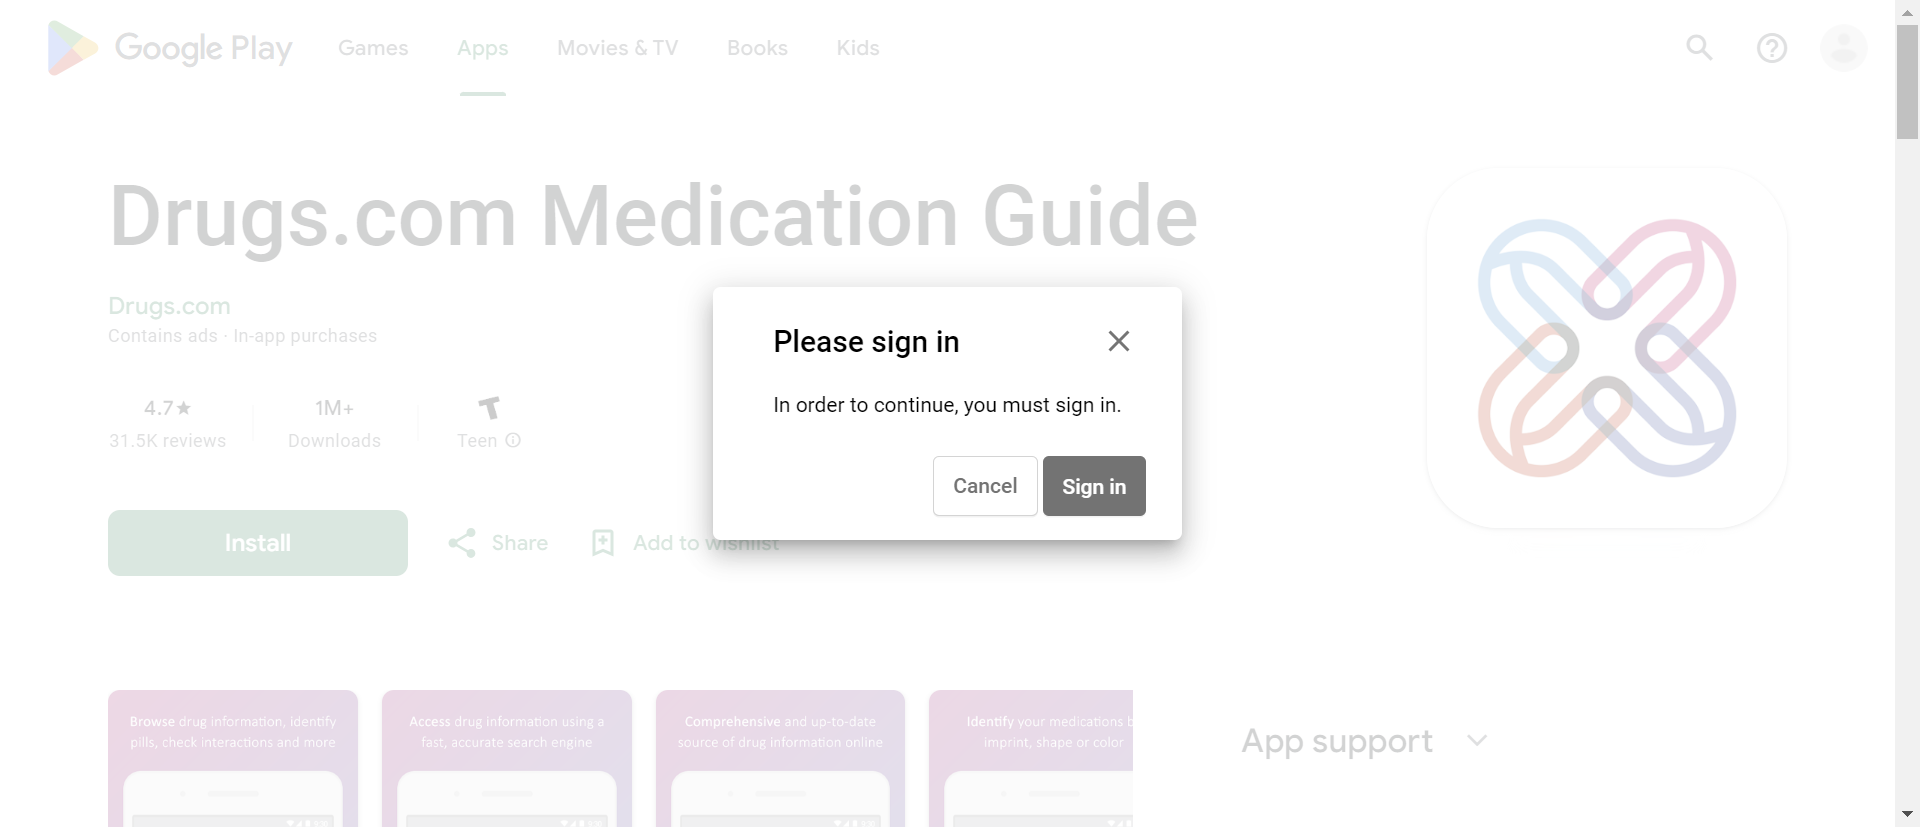 Google Play
Games
Apps
Movies & TV
Books
Kids
Drugs.com Medication Guide
Drugs.com
Contains ads · In-app purchases
4.7★
31.5K reviews
1M+
Downloads
T
Teen
Install
Share
Add to wishlist
Please sign in
In order to continue, you must sign in.
Cancel
Sign in
Browse drug information, identify
pills, check interactions and more
Access drug information using a
fast, accurate search engine
Comprehensive and up-to-date
source of drug information online
Identify your medications b
imprint, shape or color
App support